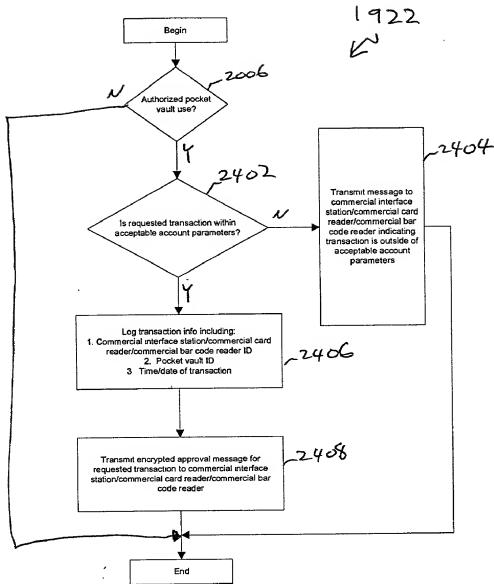 1922
Begin
2006
N
Authorized pocket
vault use?
Y
2402
2404
Is requested transaction within
acceptable account parameters?
N
Transmit message to
commercial interface
station/commercial card
reader/commercial bar
code reader indicating
transaction is outside of
acceptable account
parameters
Y
Log transaction info including:
1. Commercial interface station/commercial card
reader/commercial bar code reader ID
2. Pocket vault ID
3 Time/date of transaction
2406
Transmit encrypted approval message for
requested transaction to commercial interface
station/commercial card reader/commercial bar
code reader
2408
End